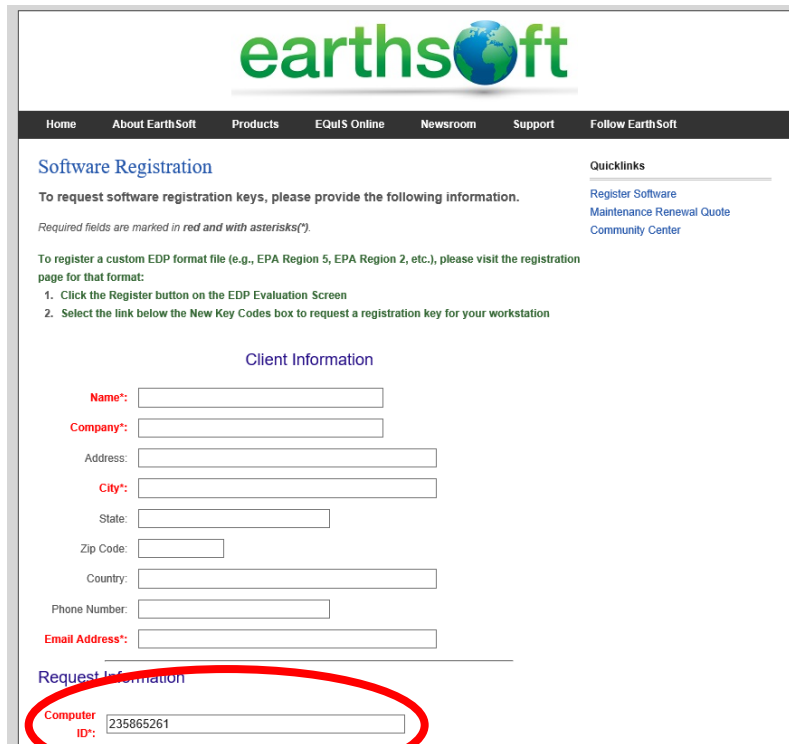 earthsoft
Home About EarthSoft Products EQuIS Online Newsroom Support Follow EarthSoft
Software Registration
To request software registration keys, please provide the following information.
Required fields are marked in red and with asterisks(*).
To register a custom EDP format file (e.g., EPA Region 5, EPA Region 2, etc.), please visit the registration
page for that format:
1. Click the Register button on the EDP Evaluation Screen
2. Select the link below the New Key Codes box to request a registration key for your workstation
Quicklinks
Register Software
Maintenance Renewal Quote
Community Center
Client Information
Name*:
Company*:
Address:
City*:
State:
Zip Code:
Country:
Phone Number:
Email Address*:
Request Information
Computer
ID*:
235865261